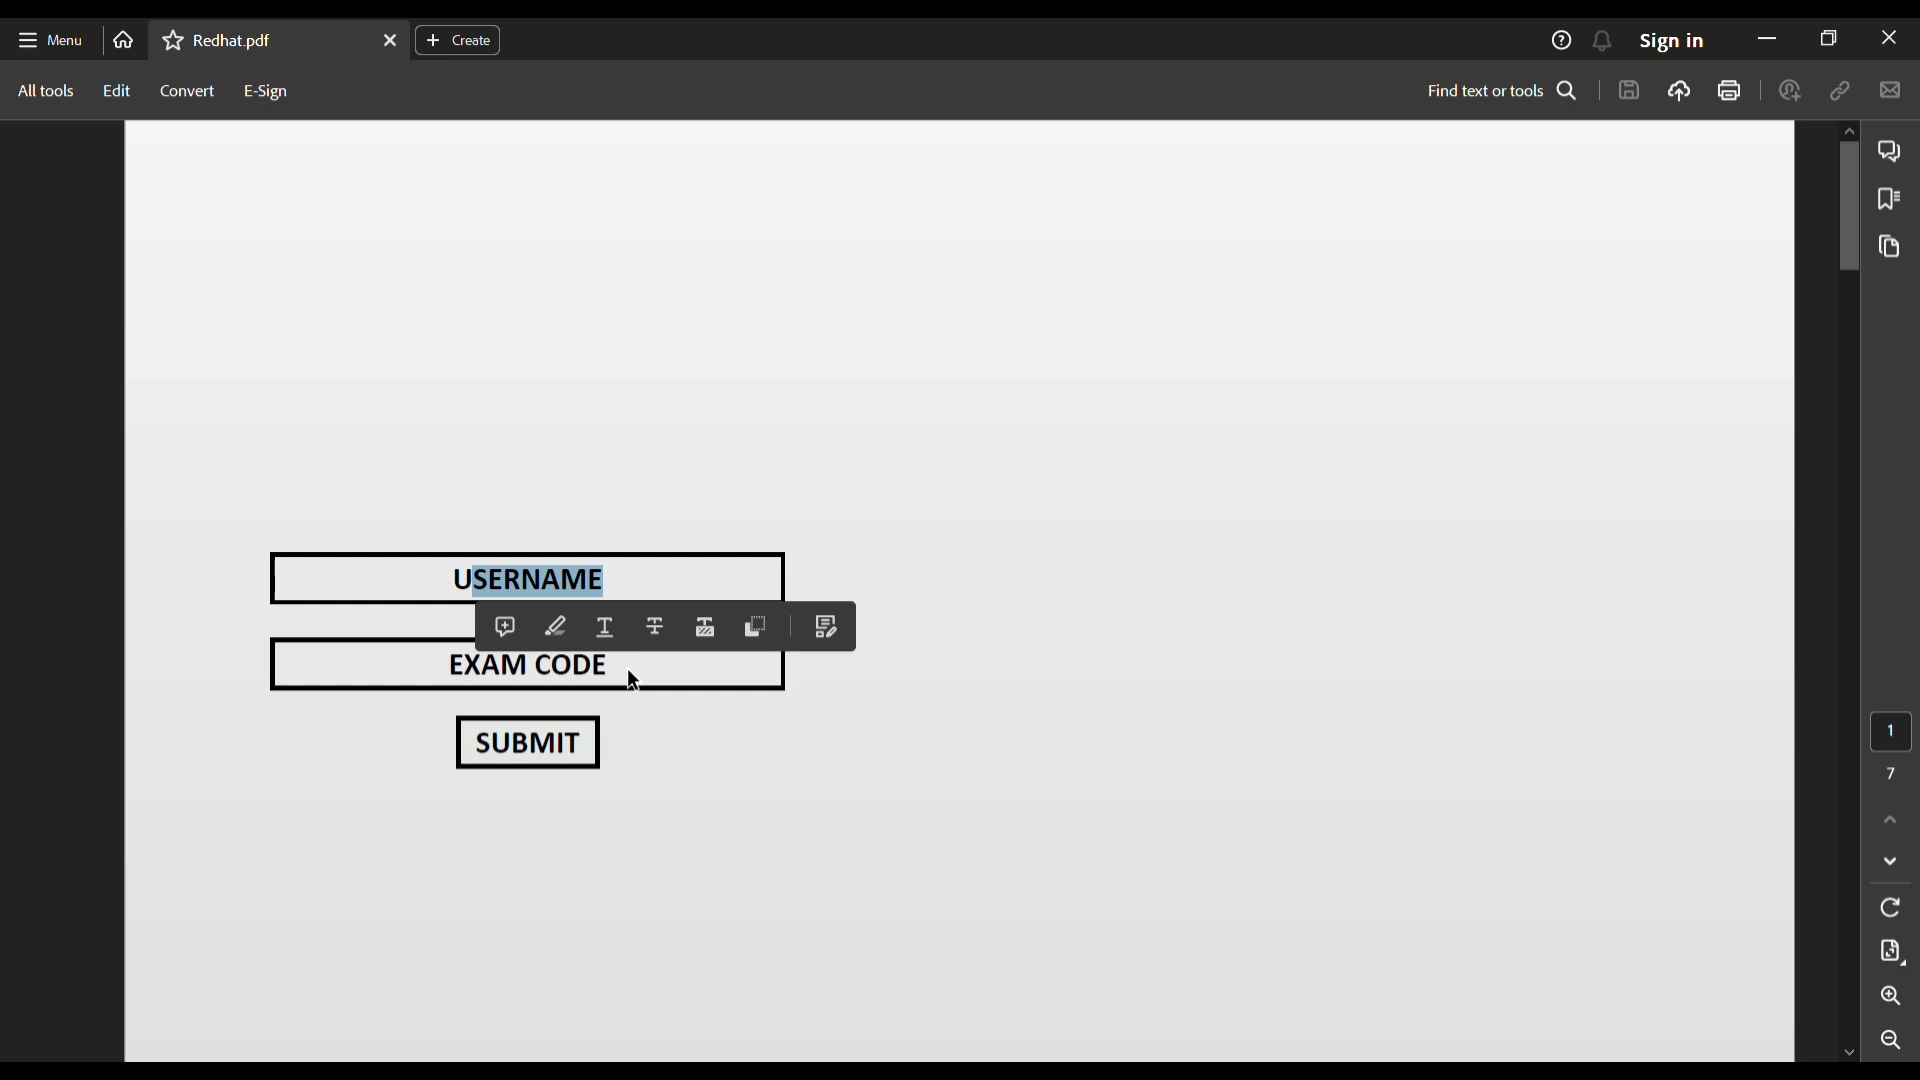 Menu
Redhat.pdf
Create
Sign in
All tools
Edit
Convert
E-Sign
Find text or tools
USERNAME
EXAM CODE
SUBMIT
1
7